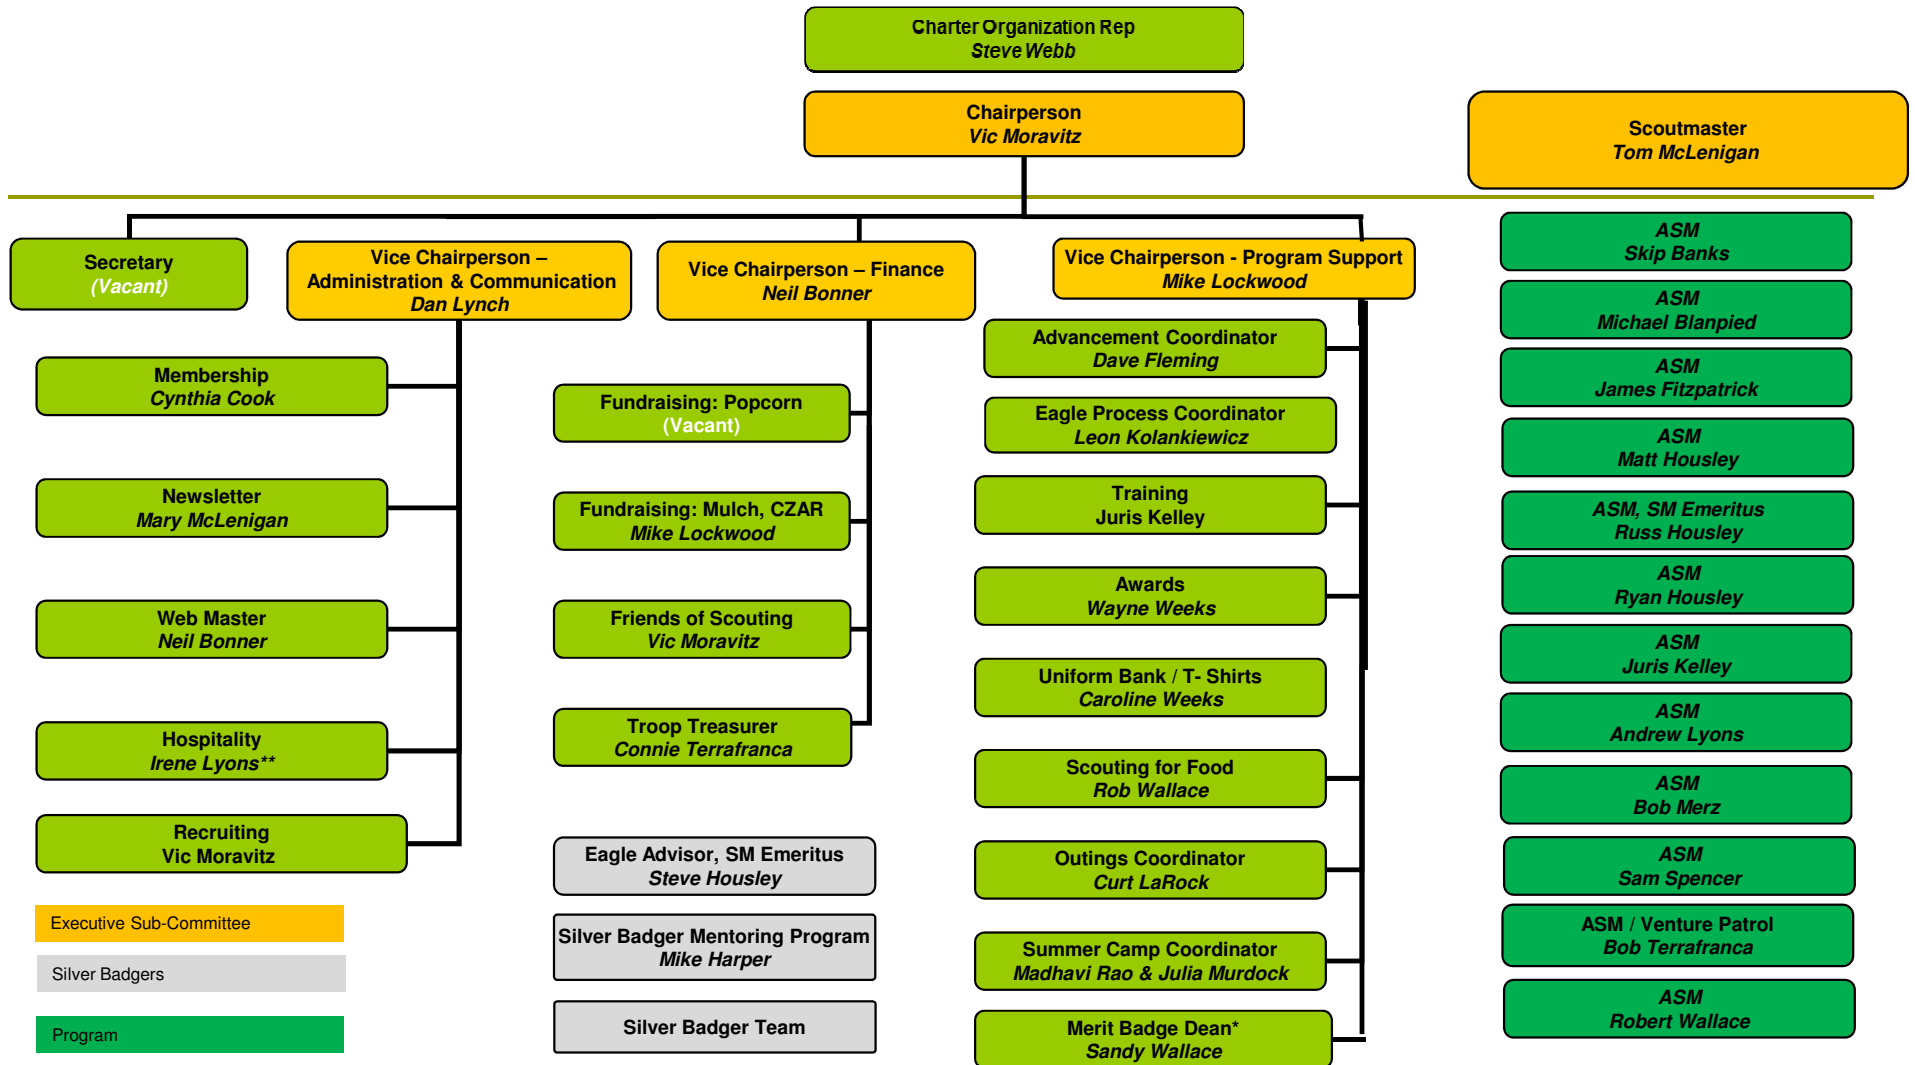 Charter Organization Rep
Steve Webb
Chairperson
Vic Moravitz
Scoutmaster
Tom McLenigan
Secretary
(Vacant)
Vice Chairperson –
Administration & Communication
Dan Lynch
Vice Chairperson – Finance
Neil Bonner
Vice Chairperson - Program Support
Mike Lockwood
Membership
Cynthia Cook
Newsletter
Mary McLenigan
Web Master
Neil Bonner
Hospitality
Irene Lyons**
Recruiting
Vic Moravitz
Fundraising: Popcorn
(Vacant)
Fundraising: Mulch, CZAR
Mike Lockwood
Friends of Scouting
Vic Moravitz
Troop Treasurer
Connie Terrafranca
Eagle Advisor, SM Emeritus
Steve Housley
Silver Badger Mentoring Program
Mike Harper
Silver Badger Team
Advancement Coordinator
Dave Fleming
Eagle Process Coordinator
Leon Kolankiewicz
Training
Juris Kelley
Awards
Wayne Weeks
Uniform Bank / T- Shirts
Caroline Weeks
Scouting for Food
Rob Wallace
Outings Coordinator
Curt LaRock
Summer Camp Coordinator
Madhavi Rao & Julia Murdock
Merit Badge Dean*
Sandy Wallace
ASM
Skip Banks
ASM
Michael Blanpied
ASM
James Fitzpatrick
ASM
Matt Housley
ASM, SM Emeritus
Russ Housley
ASM
Ryan Housley
ASM
Juris Kelley
ASM
Andrew Lyons
ASM
Bob Merz
ASM
Sam Spencer
ASM / Venture Patrol
Bob Terrafranca
ASM
Robert Wallace
Executive Sub-Committee
Silver Badgers
Program